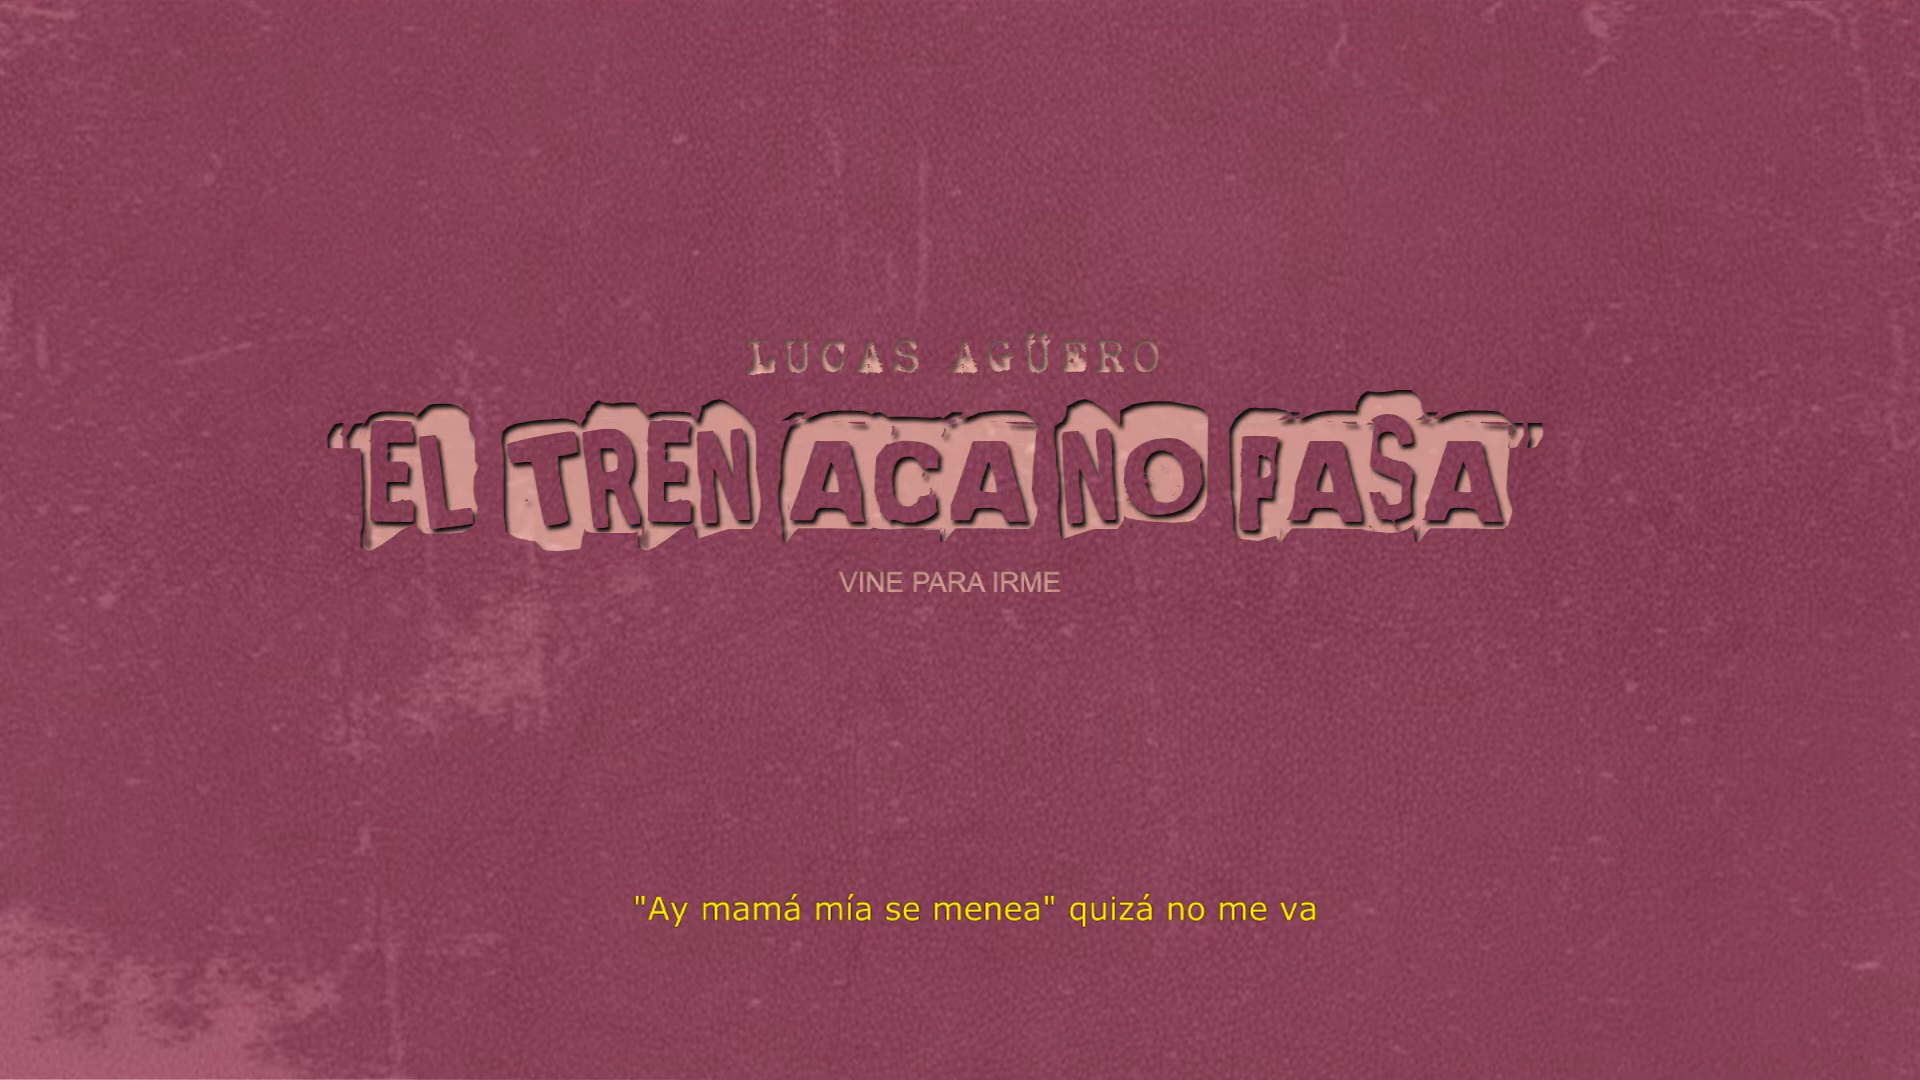 LUCAS AGÜERO
“EL TREN ACA NO PASA”
VINE PARA IRME
"Ay mamá mía se menea" quizá no me va